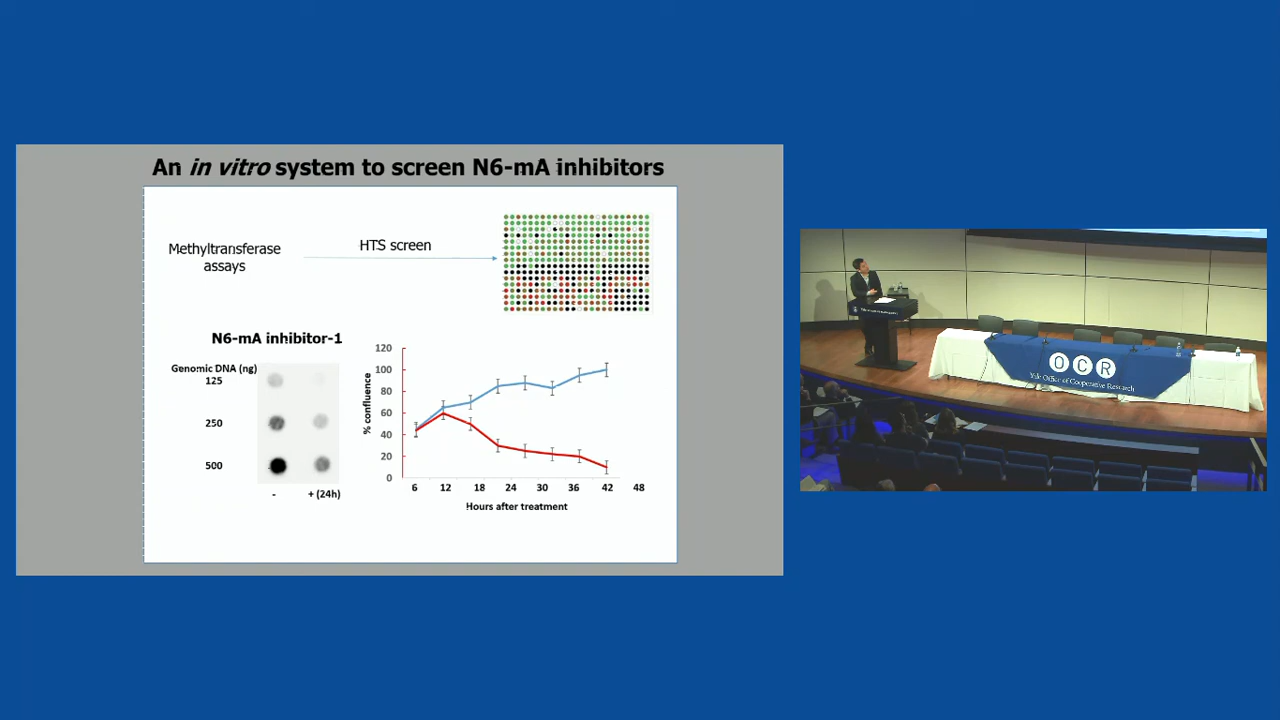 An in vitro system to screen N6-mA inhibitors
Methyltransferase
assays
HTS screen
N6-mA inhibitor-1
Genomic DNA (ng)
125
250
500
-
+ (24h)
% confluence
120
100
80
60
40
20
0
6 12 18 24 30 36 42 48
Hours after treatment
OCR
Yale Office of Cooperative Research